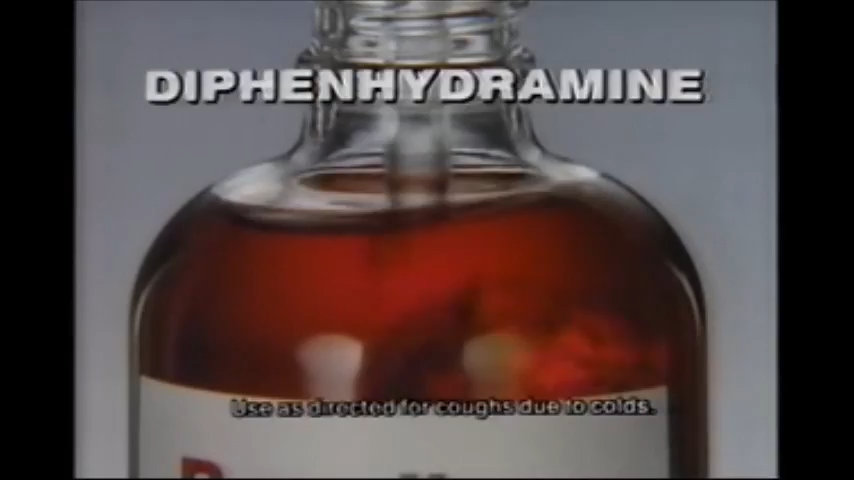 DIPHENHYDRAMINE
Use as directed for coughs due to colds.